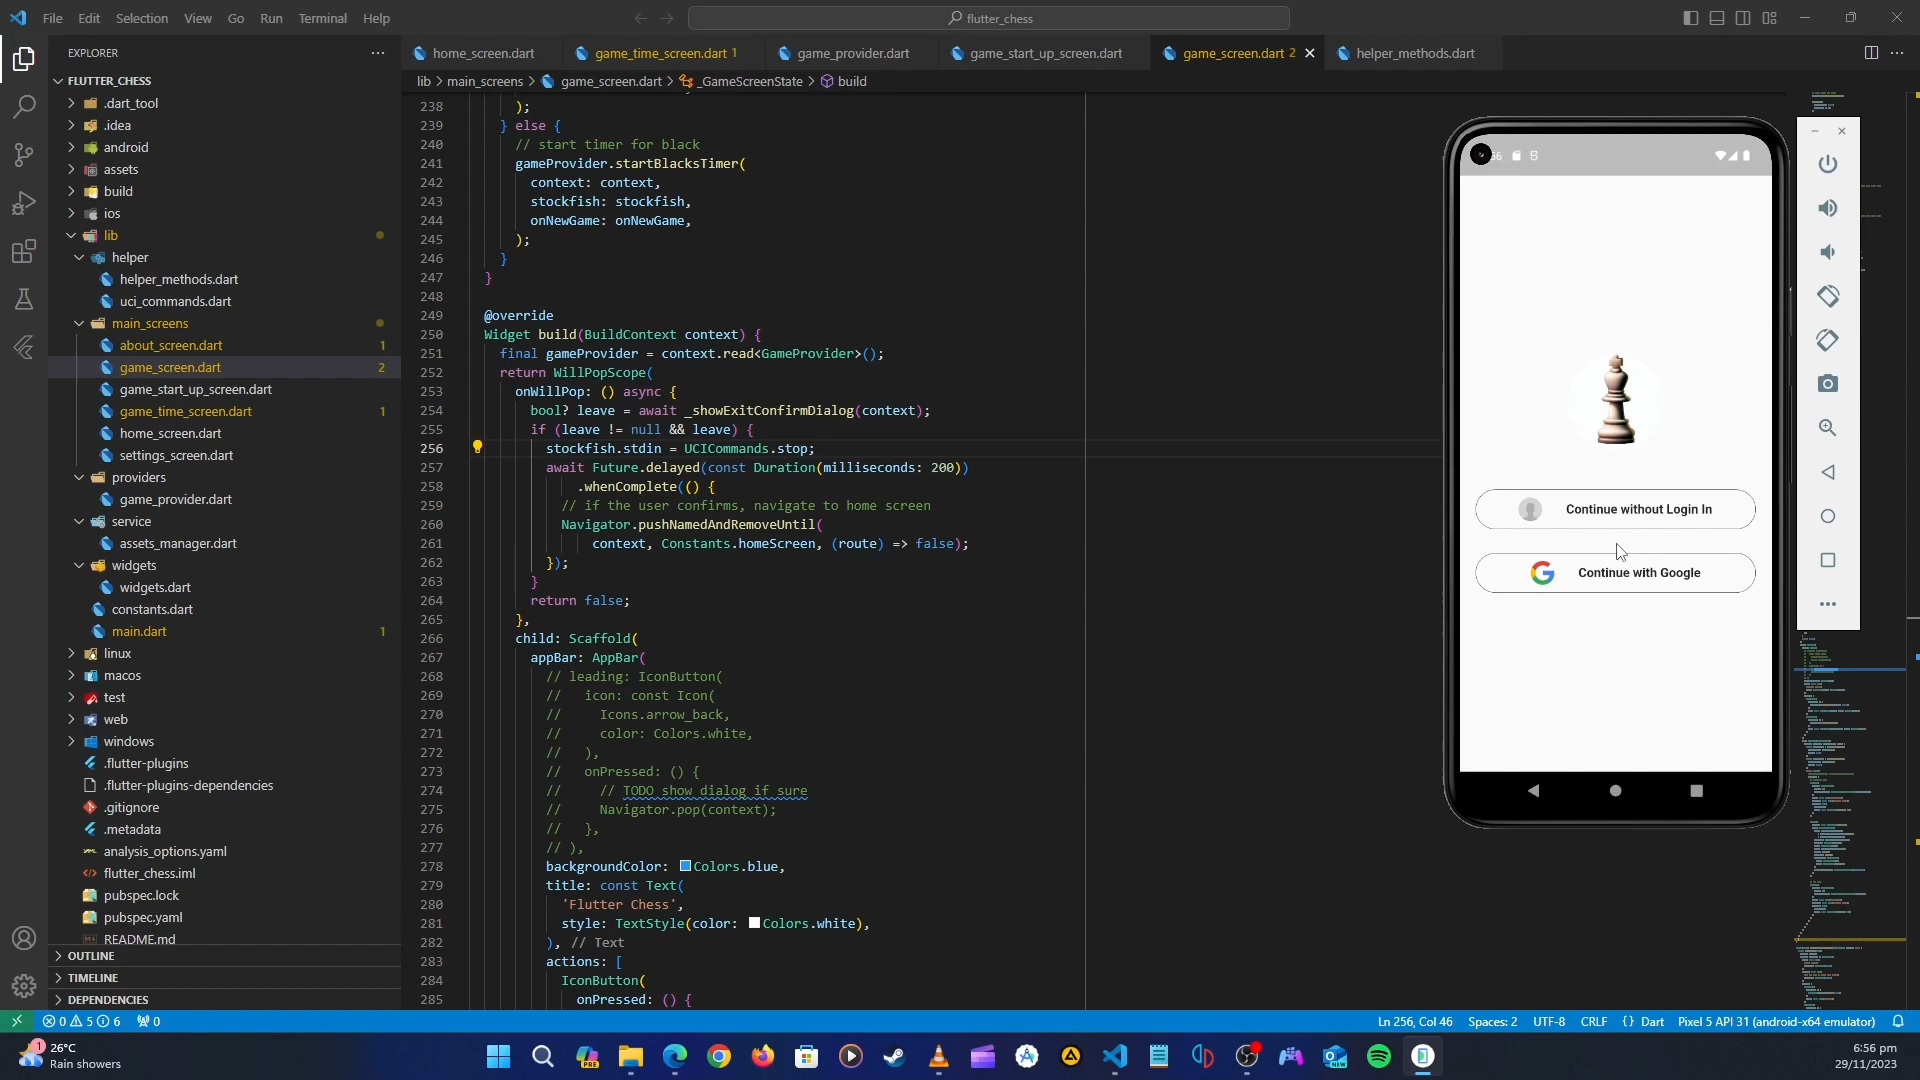 File Edit Selection View Go Run Terminal Help
flutter_chess
EXPLORER
home_screen.dart
game_time_screen.dart 1
game_provider.dart
game_start_up_screen.dart
game_screen.dart 2
helper_methods.dart
lib > main_screens > game_screen.dart > _GameScreenState > build
FLUTTER_CHESS
.dart_tool
.idea
android
assets
build
ios
lib
helper
helper_methods.dart
uci_commands.dart
main_screens
about_screen.dart 1
game_screen.dart 2
game_start_up_screen.dart
game_time_screen.dart 1
home_screen.dart
settings_screen.dart
providers
game_provider.dart
service
assets_manager.dart
widgets
widgets.dart
constants.dart
main.dart 1
linux
macos
test
web
windows
.flutter-plugins
.flutter-plugins-dependencies
.gitignore
.metadata
analysis_options.yaml
flutter_chess.iml
pubspec.lock
pubspec.yaml
README.md
OUTLINE
TIMELINE
DEPENDENCIES
238 );
239 } else {
240 // start timer for black
241 gameProvider.startBlacksTimer(
242 context: context,
243 stockfish: stockfish,
244 onNewGame: onNewGame,
245 );
246 }
247 }
248
249 @override
250 Widget build(BuildContext context) {
251 final gameProvider = context.read<GameProvider>();
252 return WillPopScope(
253 onWillPop: () async {
254 bool? leave = await _showExitConfirmDialog(context);
255 if (leave != null && leave) {
256 stockfish.stdin = UCICommands.stop;
257 await Future.delayed(const Duration(milliseconds: 200))
258 .whenComplete(() {
259 // if the user confirms, navigate to home screen
260 Navigator.pushNamedAndRemoveUntil(
261 context, Constants.homeScreen, (route) => false);
262 });
263 }
264 return false;
265 },
266 child: Scaffold(
267 appBar: AppBar(
268 // leading: IconButton(
269 // icon: const Icon(
270 // Icons.arrow_back,
271 // color: Colors.white,
272 // ),
273 // onPressed: () {
274 // // TODO show dialog if sure
275 // Navigator.pop(context);
276 // },
277 // ),
278 backgroundColor: Colors.blue,
279 title: const Text(
280 'Flutter Chess',
281 style: TextStyle(color: Colors.white),
282 ), // Text
283 actions: [
284 IconButton(
285 onPressed: () {
Continue without Login In
Continue with Google
0 5 6 0
Ln 256, Col 46 Spaces: 2 UTF-8 CRLF {} Dart Pixel 5 API 31 (android-x64 emulator)
1
26°C
Rain showers
PRE
NEW
6:56 pm
29/11/2023